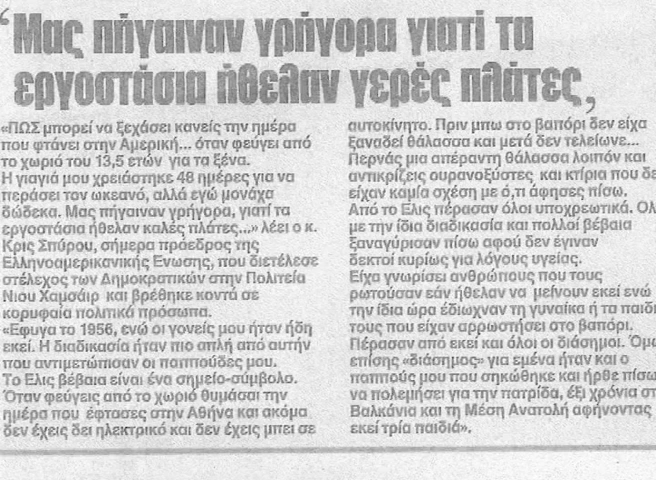 ‘Μας πήγαιναν γρήγορα γιατί τα
εργοστάσια ήθελαν γερές πλάτες,
«ΠΩΣ μπορεί να ξεχάσει κανείς την ημέρα
που φτάνει στην Αμερική... όταν φεύγει από
το χωριό του 13,5 ετών για τα ξένα.
Η γιαγιά μου χρειάστηκε 48 ημέρες για να
περάσει τον ωκεανό, αλλά εγώ μονάχα
δώδεκα. Μας πήγαιναν γρήγορα, γιατί τα
εργοστάσια ήθελαν καλές πλάτες...» λέει ο κ.
Κρις Σπύρου, σήμερα πρόεδρος της
Ελληνοαμερικανικής Ενωσης, που διετέλεσε
στέλεχος των Δημοκρατικών στην Πολιτεία
Νιου Χαμσάιρ και βρέθηκε κοντά σε
κορυφαία πολιτικά πρόσωπα.
«Εφυγα το 1956, ενώ οι γονείς μου ήταν ήδη
εκεί. Η διαδικασία ήταν πιο απλή από αυτήν
που αντιμετώπισαν οι παππούδες μου.
Το Ελις βέβαια είναι ένα σημείο-σύμβολο.
Όταν φεύγεις από το χωριό θυμάσαι την
ημέρα που έφτασες στην Αθήνα και ακόμα
δεν έχεις δει ηλεκτρικό και δεν έχεις μπει σε
αυτοκίνητο. Πριν μπω στο βαπόρι δεν είχα
ξαναδεί θάλασσα και μετά δεν τελείωνε...
Περνάς μια απέραντη θάλασσα λοιπόν και
αντικρίζεις ουρανοξύστες και κτίρια που δε
είχαν καμία σχέση με ό,τι άφησες πίσω.
Από το Ελις πέρασαν όλοι υποχρεωτικά. Ολ
με την ίδια διαδικασία και πολλοί βέβαια
ξαναγύρισαν πίσω αφού δεν έγιναν
δεκτοί κυρίως για λόγους υγείας.
Είχα γνωρίσει ανθρώπους που τους
ρωτούσαν εάν ήθελαν να μείνουν εκεί ενώ
την ίδια ώρα έδιωχναν τη γυναίκα ή τα παιδι
τους που είχαν αρρωστήσει στο βαπόρι.
Πέρασαν από εκεί και όλοι οι διάσημοι. Όμω
επίσης «διάσημος» για εμένα ήταν και ο
παππούς μου που σηκώθηκε και ήρθε πίσω
να πολεμήσει για την πατρίδα, έξι χρόνια στ
Βαλκάνια και τη Μέση Ανατολή αφήνοντας
εκεί τρία παιδιά».